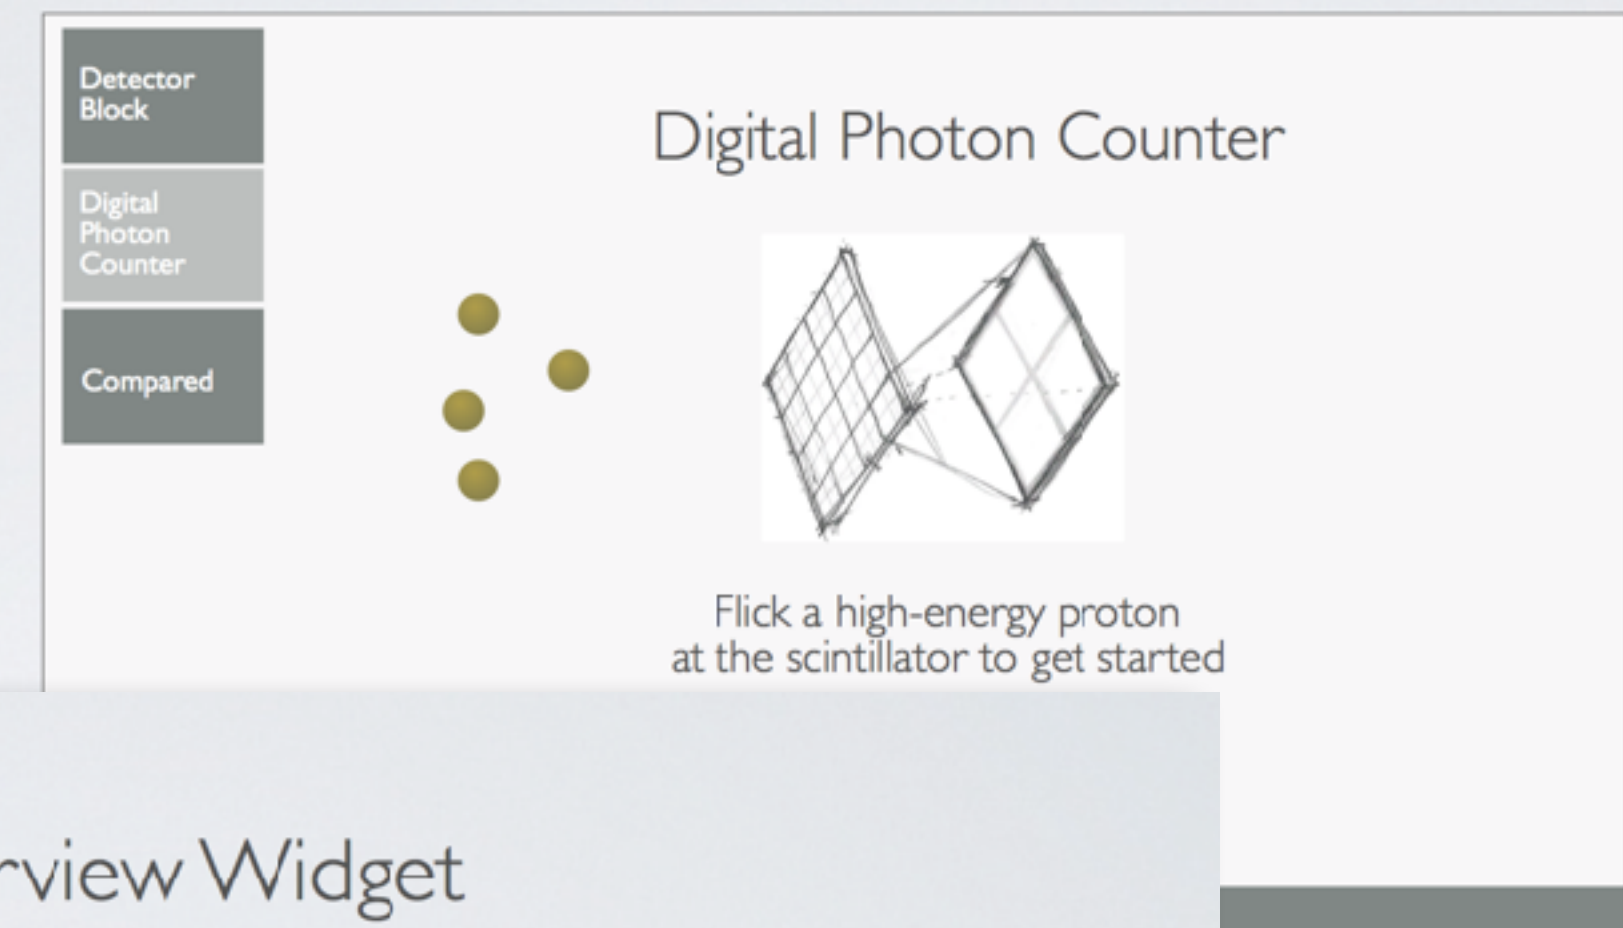 Detector
Block
Digital
Photon
Counter
Compared
Digital Photon Counter
Flick a high-energy proton
at the scintillator to get started
Widget